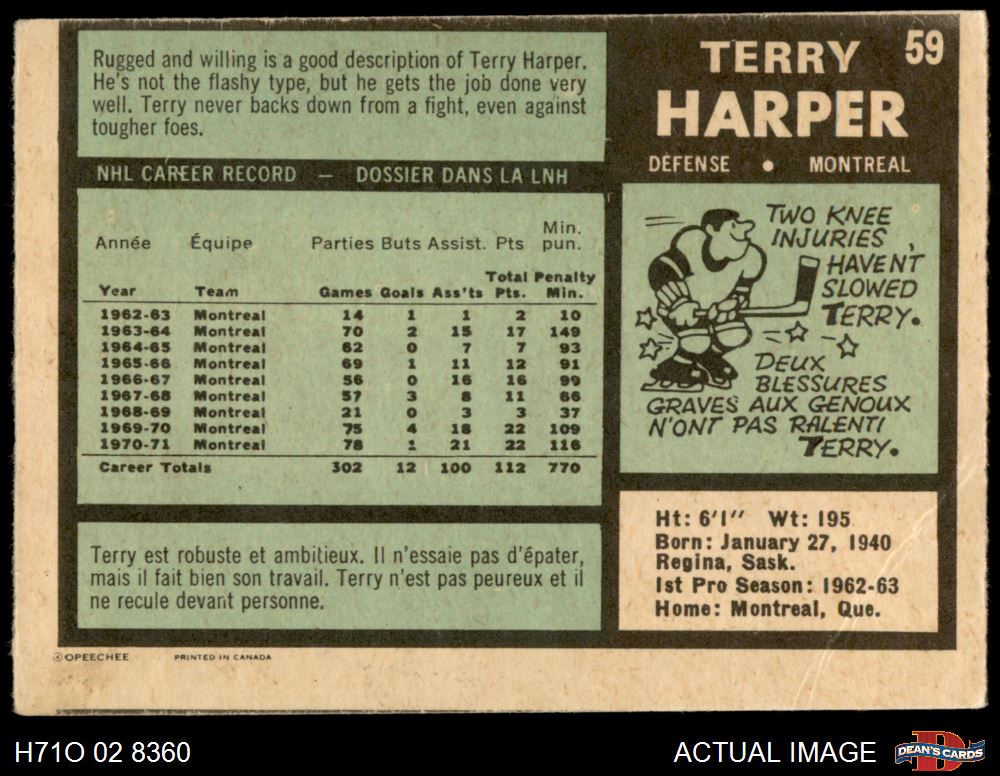 Rugged and willing is a good description of Terry Harper.
He's not the flashy type, but he gets the job done very
well. Terry never backs down from a fight, even against
tougher foes.
NHL CAREER RECORD — DOSSIER DANS LA LNH
Année Équipe Parties Buts Assist. Pts Min. pun.
Year Team Games Goals Ass'ts Total Pts. Penalty Min.
1962-63 Montreal 14 1 1 2 10
1963-64 Montreal 70 2 15 17 149
1964-65 Montreal 62 0 7 7 93
1965-66 Montreal 69 1 11 12 91
1966-67 Montreal 56 0 16 16 99
1967-68 Montreal 57 3 8 11 66
1968-69 Montreal 21 0 3 3 37
1969-70 Montreal 75 4 18 22 109
1970-71 Montreal 78 1 21 22 116
Career Totals 302 12 100 112 770
Terry est robuste et ambitieux. Il n'essaie pas d'épater,
mais il fait bien son travail. Terry n'est pas peureux et il
ne recule devant personne.
©OPEECHEE PRINTED IN CANADA
TERRY 59
HARPER
DEFENSE • MONTREAL
TWO KNEE
INJURIES
HAVEN'T
SLOWED
TERRY.
DEUX
BLESSURES
GRAVES AUX GENOUX
N'ONT PAS RALENTI
TERRY.
Ht: 6'1" Wt: 195
Born: January 27, 1940
Regina, Sask.
1st Pro Season: 1962-63
Home: Montreal, Que.
H71O 02 8360
ACTUAL IMAGE
DEAN'S CARDS